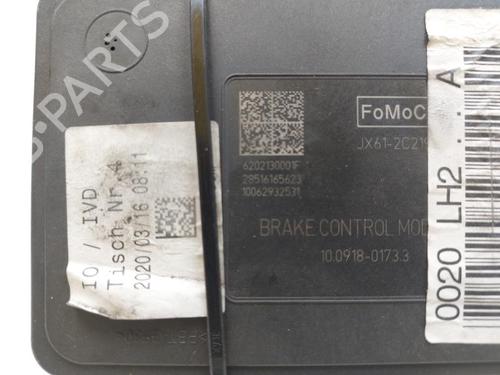 B-PARTS
FoMoC
JX61-2C219
6202130001F
28516165623
10062932531
BRAKE CONTROL MOD
10.0918-0173.3
IO / IVD
Tisch Nr. 4
2020/03/16 08:11
0020 LH2 ... A